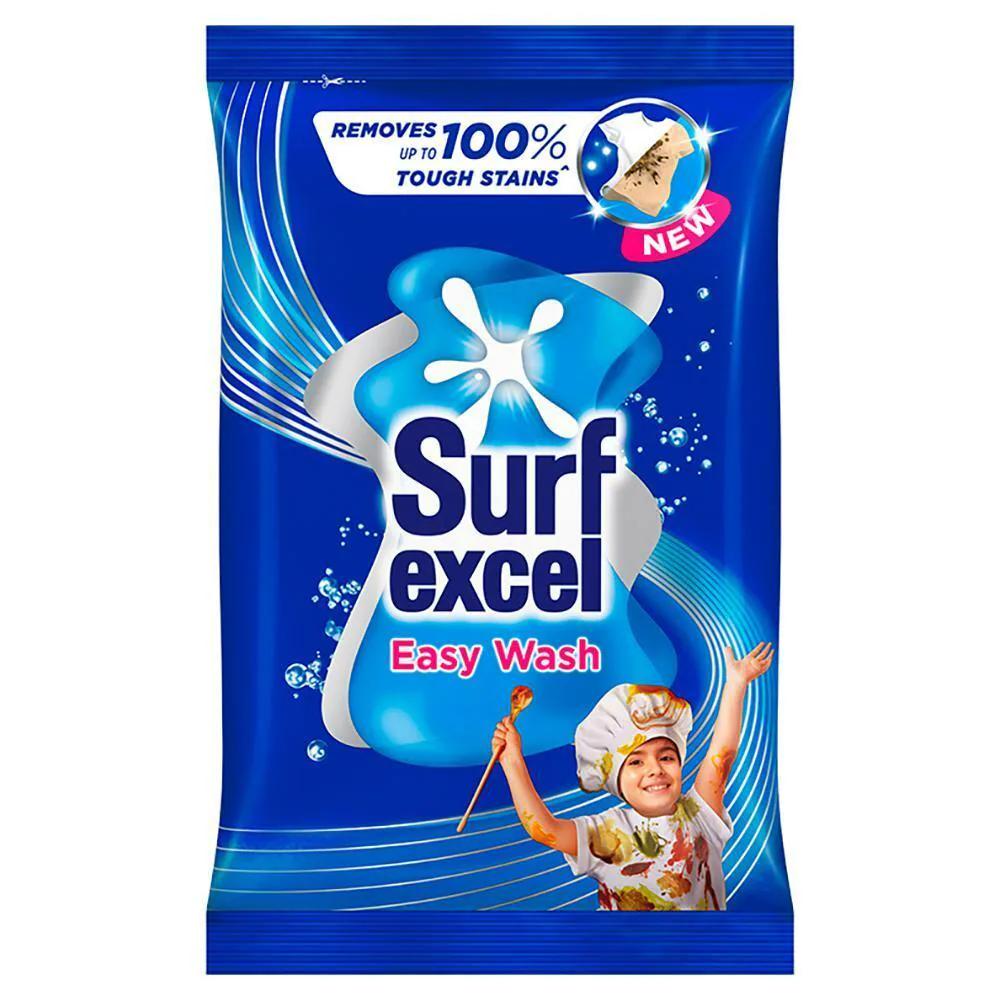 REMOVES
UP TO 100%
TOUGH STAINS^
NEW
Surf
excel
Easy Wash